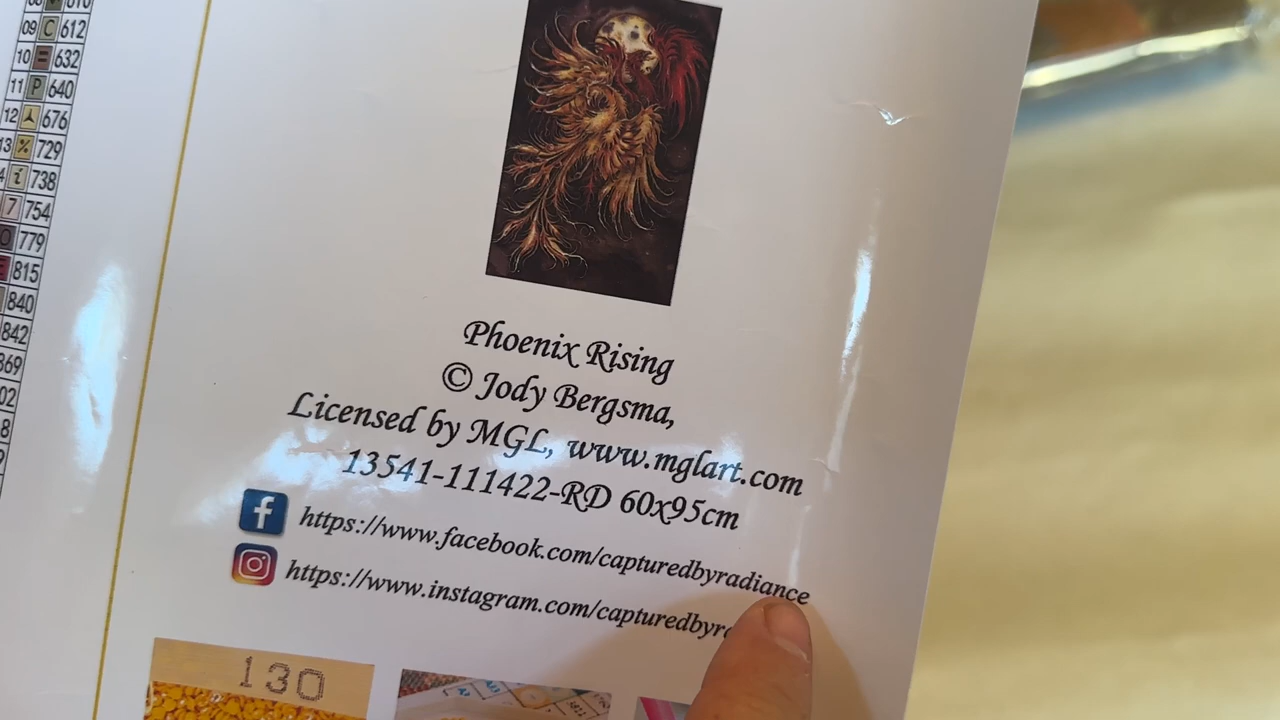 09 C 612
10 = 632
11 P 640
12 676
13 % 729
i 738
7 754
779
815
840
842
Phoenix Rising
© Jody Bergsma,
Licensed by MGL, www.mglart.com
13541-111422-RD 60x95cm
f https://www.facebook.com/capturedbyradiance
https://www.instagram.com/capturedbyr
130